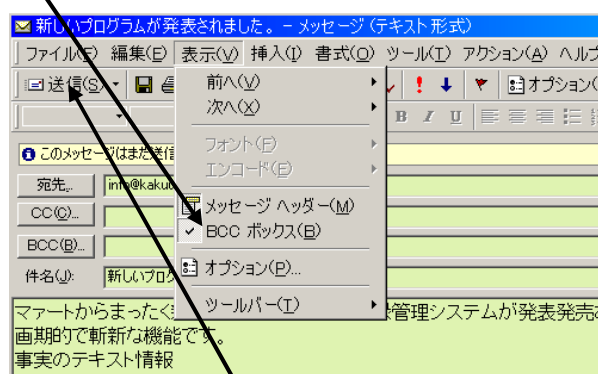 新しいプログラムが発表されました。 - メッセージ (テキスト形式)
ファイル(F) 編集(E) 表示(V) 挿入(I) 書式(O) ツール(T) アクション(A) ヘルプ
送信(S) オプション(
B I U
前へ(V)
次へ(X)
フォント(F)
エンコード(E)
メッセージ ヘッダー(M)
BCC ボックス(B)
オプション(P)...
ツールバー(T)
このメッセージはまだ送信
宛先...
CC(C)...
BCC(B)...
件名(J): 新しいプログ
マァートからまったく 管理システムが発表発売
画期的で斬新な機能です。
事実のテキスト情報